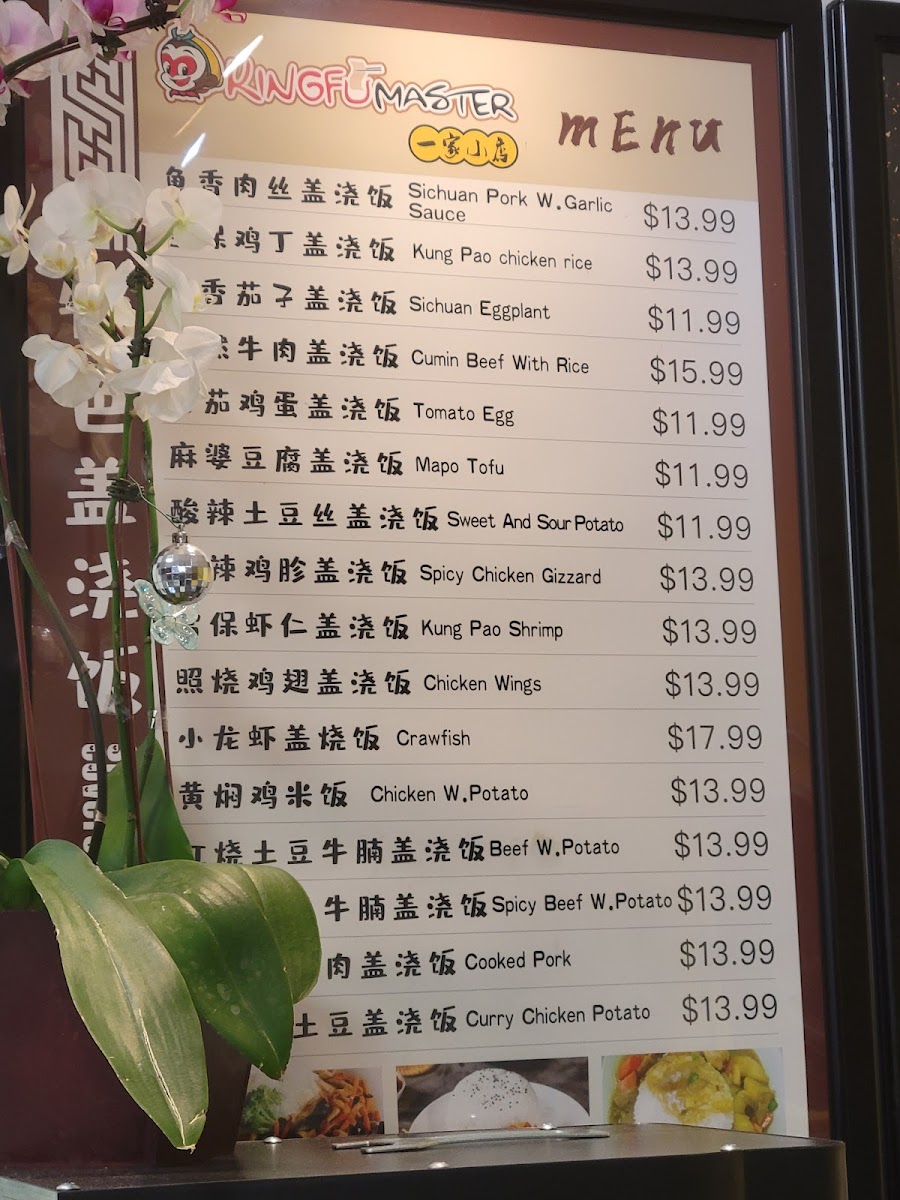 KINGFU MASTER
一家小店
MENU
鱼香肉丝盖浇饭 Sichuan Pork W.Garlic Sauce $13.99
保鸡丁盖浇饭 Kung Pao chicken rice $13.99
香茄子盖浇饭 Sichuan Eggplant $11.99
牛肉盖浇饭 Cumin Beef With Rice $15.99
茄鸡蛋盖浇饭 Tomato Egg $11.99
麻婆豆腐盖浇饭 Mapo Tofu $11.99
酸辣土豆丝盖浇饭 Sweet And Sour Potato $11.99
辣鸡胗盖浇饭 Spicy Chicken Gizzard $13.99
保虾仁盖浇饭 Kung Pao Shrimp $13.99
照烧鸡翅盖浇饭 Chicken Wings $13.99
小龙虾盖烧饭 Crawfish $17.99
黄焖鸡米饭 Chicken W.Potato $13.99
红烧土豆牛腩盖浇饭 Beef W.Potato $13.99
牛腩盖浇饭 Spicy Beef W.Potato $13.99
肉盖浇饭 Cooked Pork $13.99
土豆盖浇饭 Curry Chicken Potato $13.99
色盖浇饭